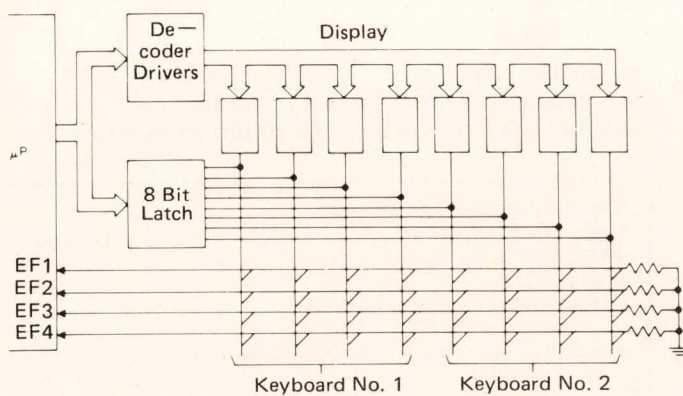 De—
coder
Drivers
Display
μP
8 Bit
Latch
EF1
EF2
EF3
EF4
Keyboard No. 1
Keyboard No. 2